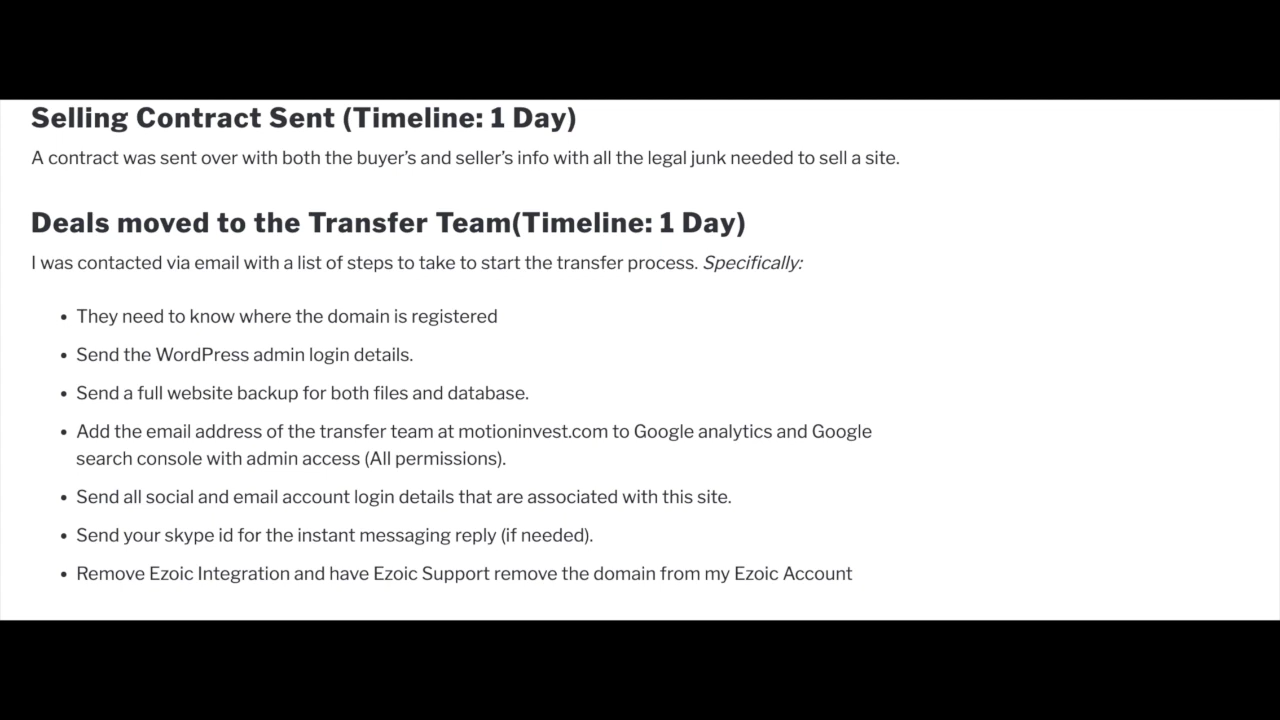 Selling Contract Sent (Timeline: 1 Day)
A contract was sent over with both the buyer’s and seller’s info with all the legal junk needed to sell a site.
Deals moved to the Transfer Team(Timeline: 1 Day)
I was contacted via email with a list of steps to take to start the transfer process. Specifically:
• They need to know where the domain is registered
• Send the WordPress admin login details.
• Send a full website backup for both files and database.
• Add the email address of the transfer team at motioninvest.com to Google analytics and Google
search console with admin access (All permissions).
• Send all social and email account login details that are associated with this site.
• Send your skype id for the instant messaging reply (if needed).
• Remove Ezoic Integration and have Ezoic Support remove the domain from my Ezoic Account